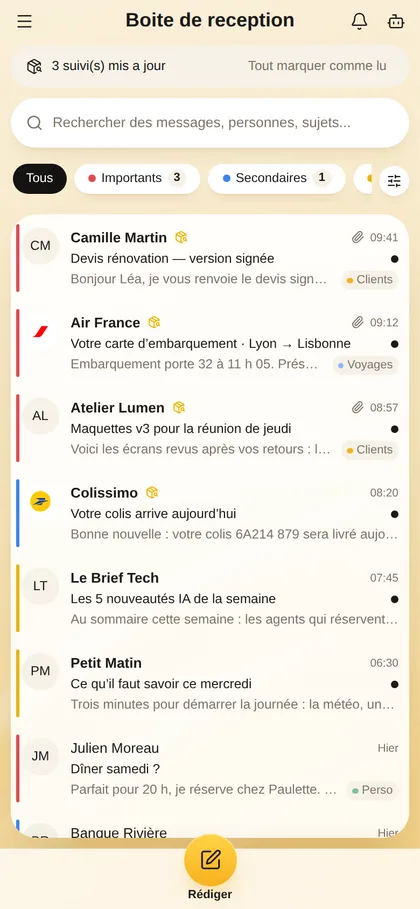 Boite de reception
3 suivi(s) mis a jour Tout marquer comme lu
Rechercher des messages, personnes, sujets...
Tous Importants 3 Secondaires 1
CM Camille Martin 09:41
Devis rénovation — version signée
Bonjour Léa, je vous renvoie le devis sign… Clients
Air France 09:12
Votre carte d’embarquement · Lyon → Lisbonne
Embarquement porte 32 à 11 h 05. Prés… Voyages
AL Atelier Lumen 08:57
Maquettes v3 pour la réunion de jeudi
Voici les écrans revus après vos retours : l… Clients
Colissimo 08:20
Votre colis arrive aujourd’hui
Bonne nouvelle : votre colis 6A214 879 sera livré aujo…
LT Le Brief Tech 07:45
Les 5 nouveautés IA de la semaine
Au sommaire cette semaine : les agents qui réservent…
PM Petit Matin 06:30
Ce qu’il faut savoir ce mercredi
Trois minutes pour démarrer la journée : la météo, un…
JM Julien Moreau Hier
Dîner samedi ?
Parfait pour 20 h, je réserve chez Paulette. … Perso
Banque Rivière Hier
Rédiger